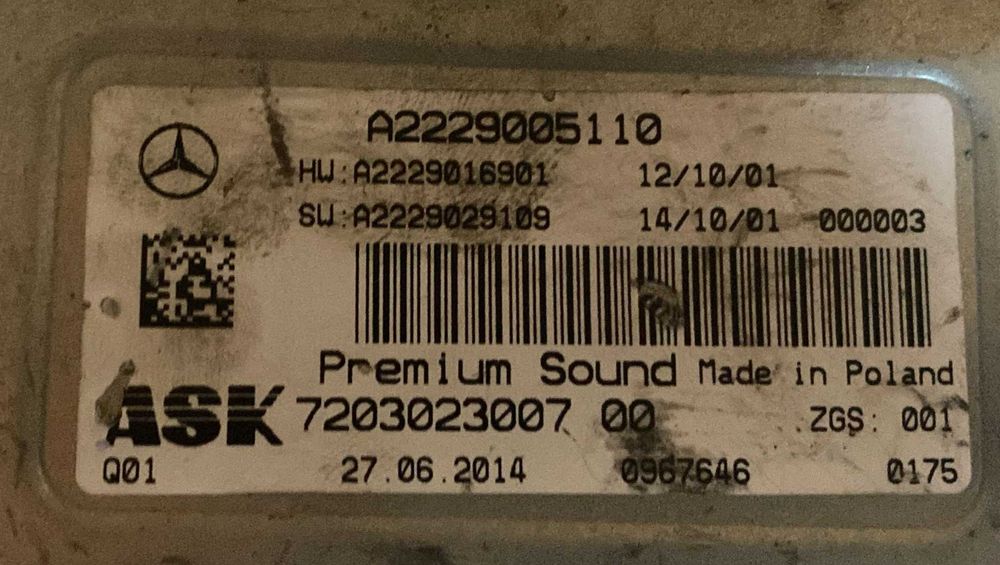 A2229005110
HW:A2229016901 12/10/01
SW:A2229029109 14/10/01 000003
Premium Sound Made in Poland
ASK 7203023007 00 ZGS: 001
Q01 27.06.2014 0967646 0175